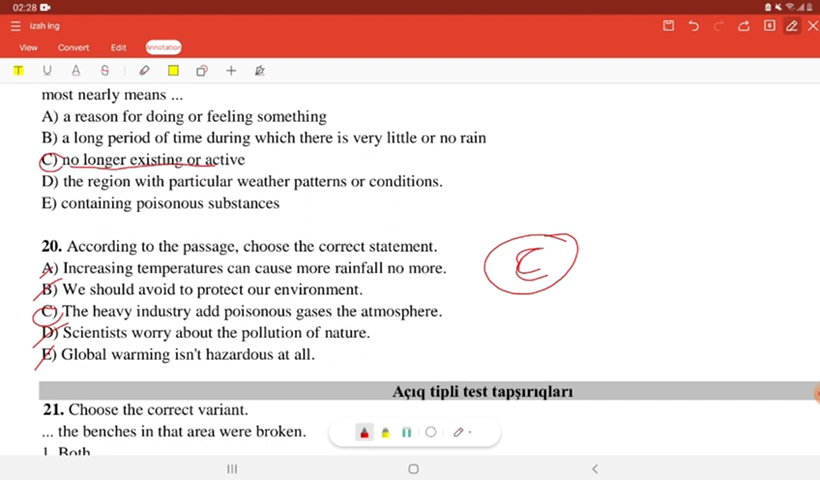 02:28
izah ing
View Convert Edit Annotation
T U A S
most nearly means ...
A) a reason for doing or feeling something
B) a long period of time during which there is very little or no rain
C) no longer existing or active
D) the region with particular weather patterns or conditions.
E) containing poisonous substances
20. According to the passage, choose the correct statement.
A) Increasing temperatures can cause more rainfall no more.
B) We should avoid to protect our environment.
C) The heavy industry add poisonous gases the atmosphere.
D) Scientists worry about the pollution of nature.
E) Global warming isn't hazardous at all.
C
Açıq tipli test tapşırıqları
21. Choose the correct variant.
... the benches in that area were broken.
1. Both